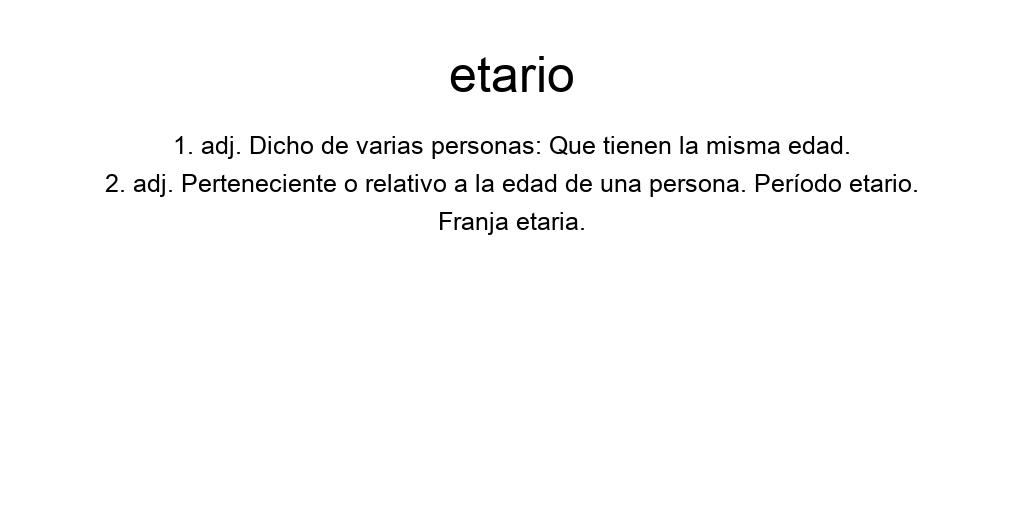 etario
1. adj. Dicho de varias personas: Que tienen la misma edad.
2. adj. Perteneciente o relativo a la edad de una persona. Período etario.
Franja etaria.